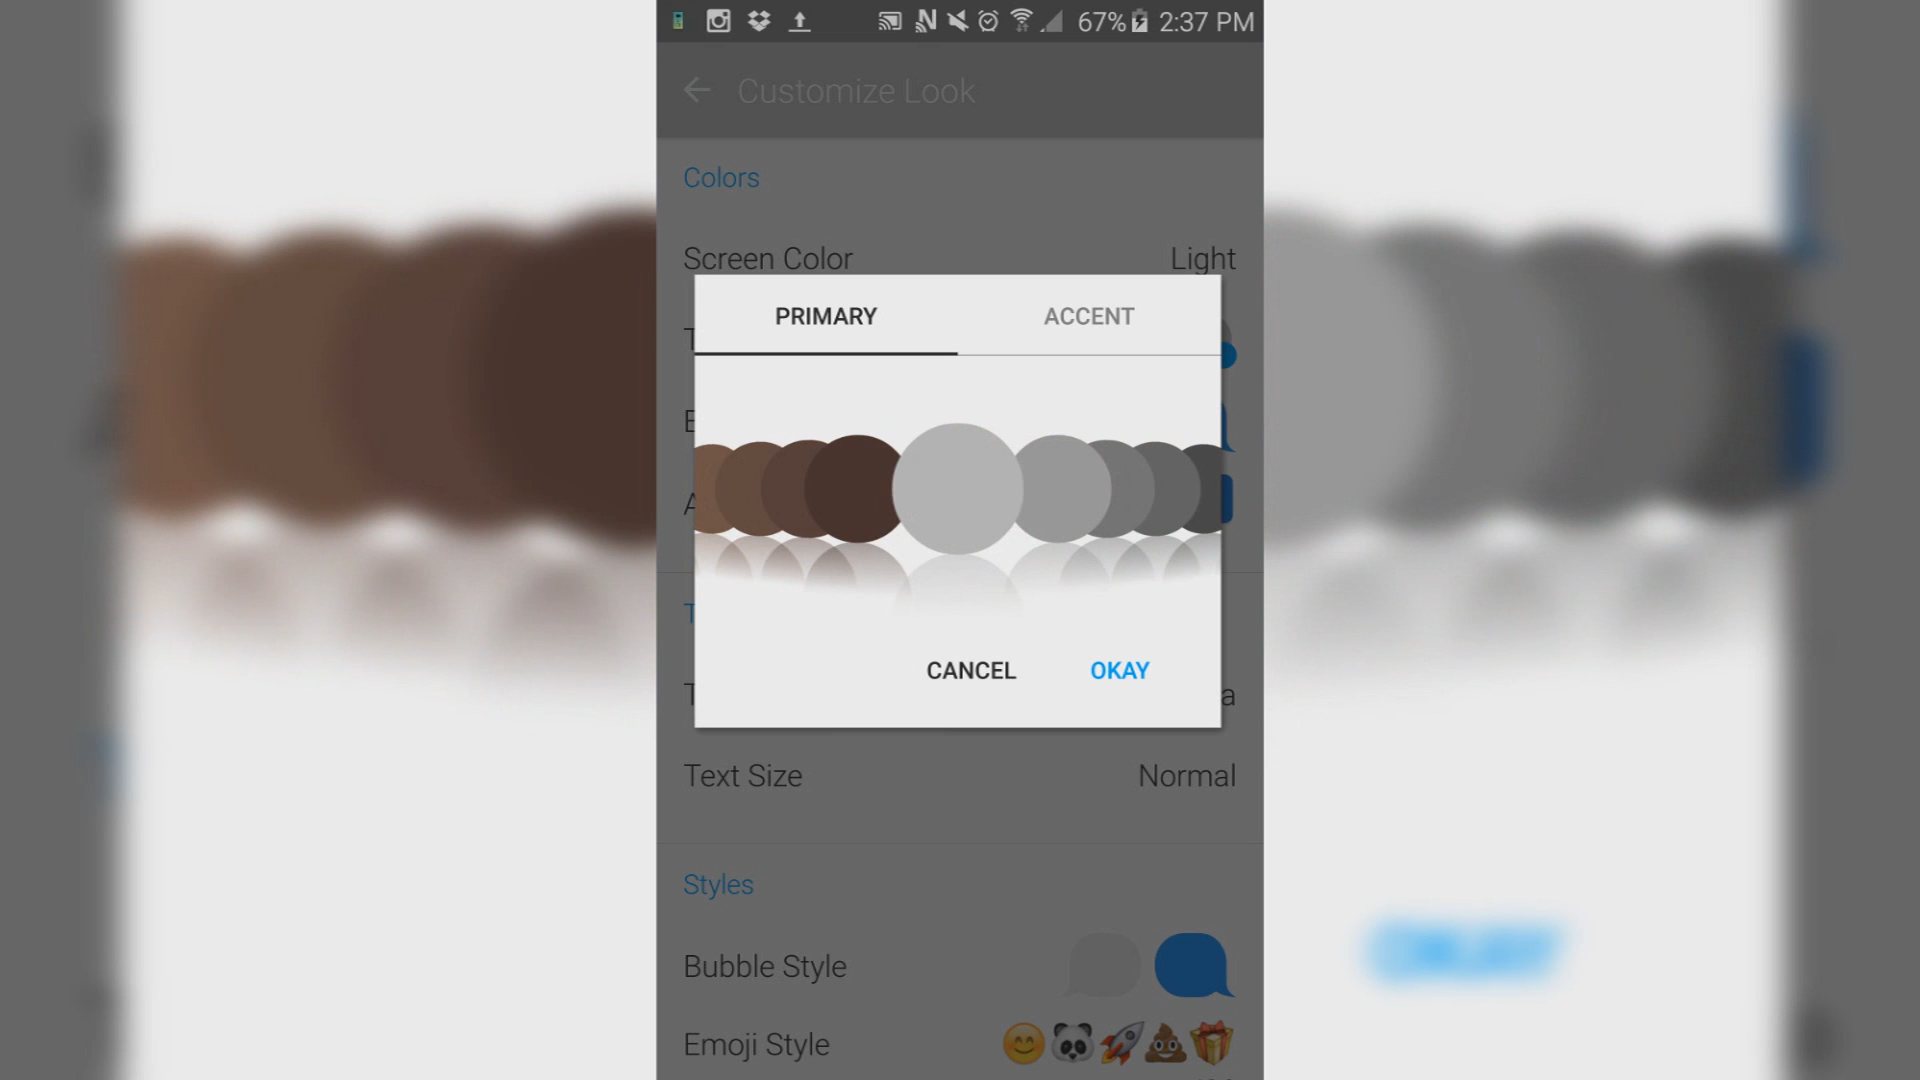 67% 2:37 PM
Customize Look
Colors
Screen Color Light
PRIMARY ACCENT
CANCEL OKAY
Text Size Normal
Styles
Bubble Style
Emoji Style